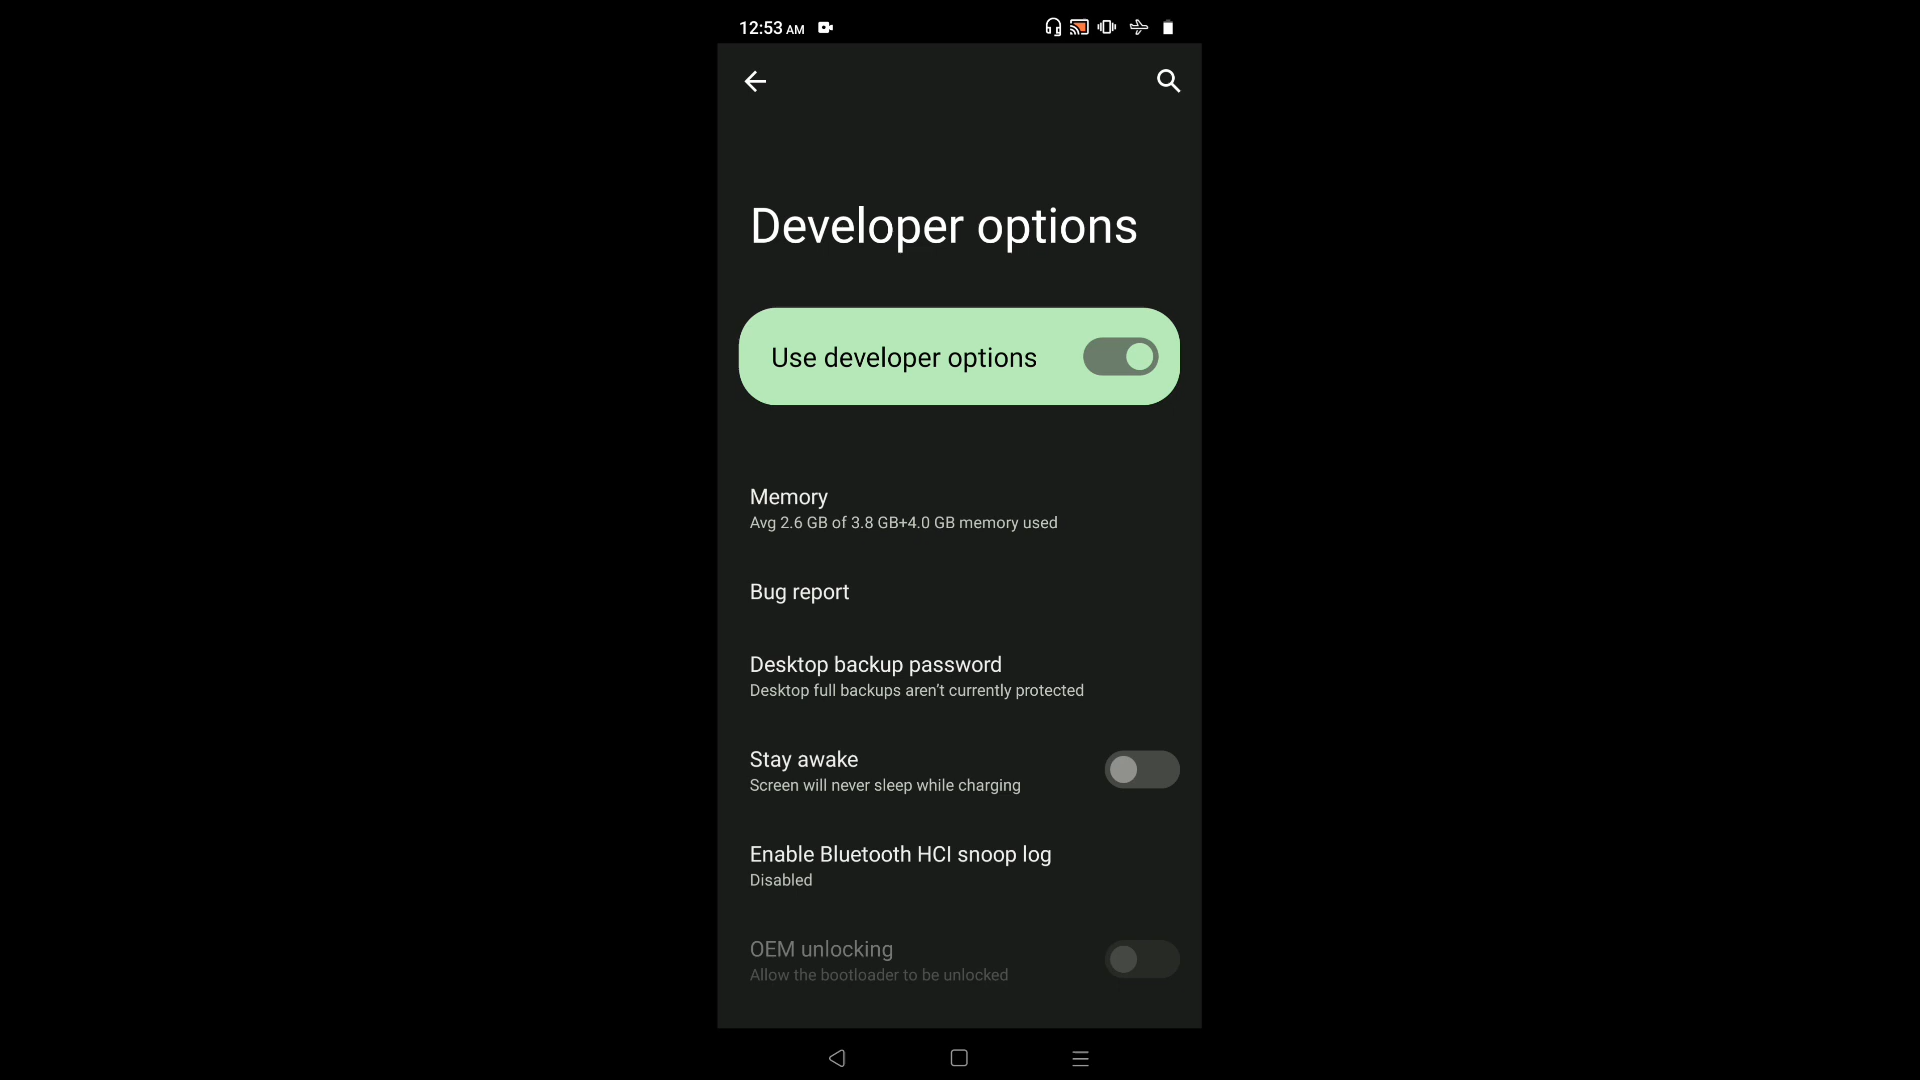 12:53 AM
Developer options
Use developer options
Memory
Avg 2.6 GB of 3.8 GB+4.0 GB memory used
Bug report
Desktop backup password
Desktop full backups aren’t currently protected
Stay awake
Screen will never sleep while charging
Enable Bluetooth HCI snoop log
Disabled
OEM unlocking
Allow the bootloader to be unlocked